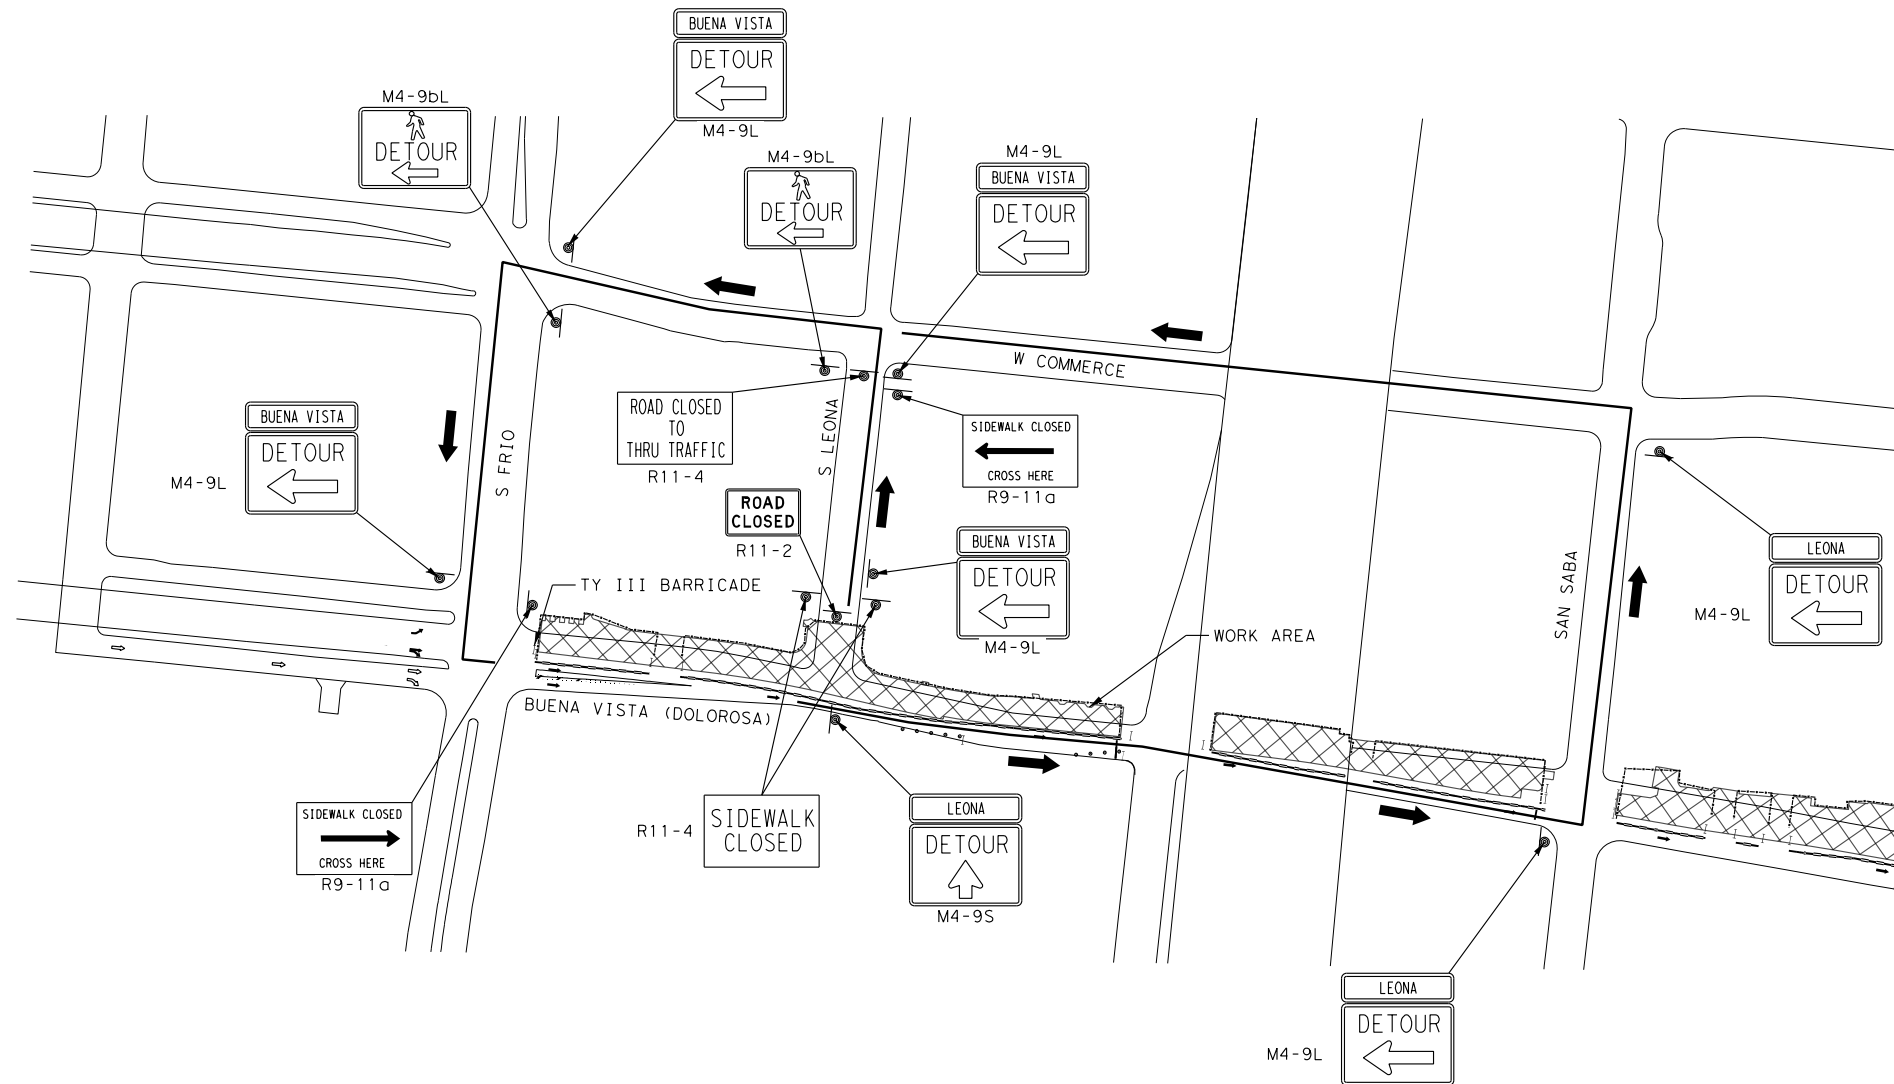 BUENA VISTA
DETOUR
M4-9L
M4-9bL
DETOUR
M4-9bL
DETOUR
M4-9L
BUENA VISTA
DETOUR
W COMMERCE
BUENA VISTA
DETOUR
M4-9L
S FRIO
ROAD CLOSED
TO
THRU TRAFFIC
R11-4
S LEONA
SIDEWALK CLOSED
CROSS HERE
R9-11a
ROAD
CLOSED
R11-2
BUENA VISTA
DETOUR
M4-9L
TY III BARRICADE
WORK AREA
SAN SABA
LEONA
DETOUR
M4-9L
BUENA VISTA (DOLOROSA)
SIDEWALK CLOSED
CROSS HERE
R9-11a
R11-4
SIDEWALK
CLOSED
LEONA
DETOUR
M4-9S
LEONA
DETOUR
M4-9L